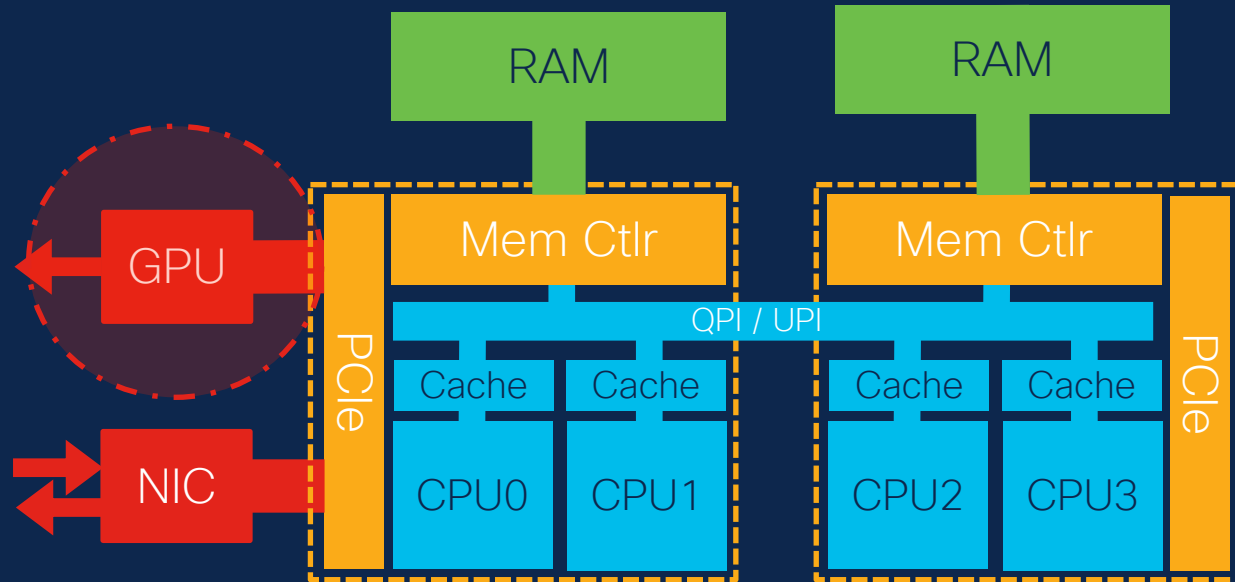 RAM
RAM
GPU
Mem Ctlr
Mem Ctlr
QPI / UPI
PCIe
Cache
Cache
Cache
Cache
PCIe
NIC
CPU0
CPU1
CPU2
CPU3